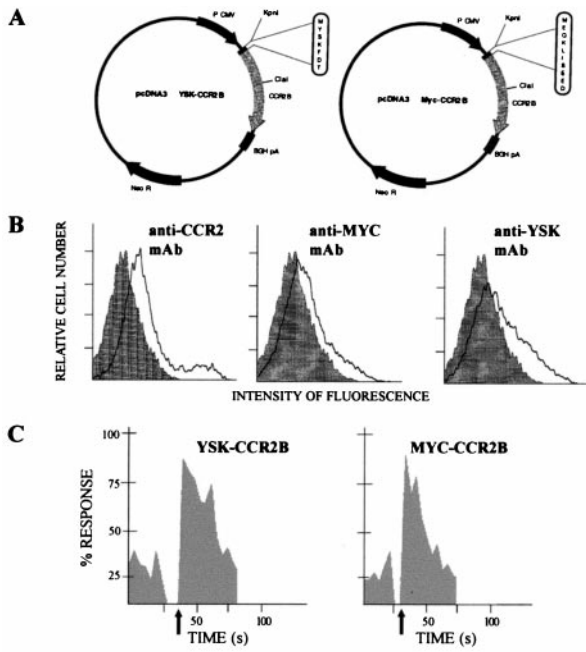 A
P CMV
KpnI
MYSKFDT
ClaI
CCR2B
BGH pA
Neo R
pcDNA3 YSK-CCR2B
P CMV
KpnI
MEQKLISEED
ClaI
CCR2B
BGH pA
Neo R
pcDNA3 Myc-CCR2B
B
RELATIVE CELL NUMBER
anti-CCR2
mAb
anti-MYC
mAb
anti-YSK
mAb
INTENSITY OF FLUORESCENCE
C
% RESPONSE
100
75
50
25
YSK-CCR2B
50
100
TIME (s)
MYC-CCR2B
50
100
TIME (s)